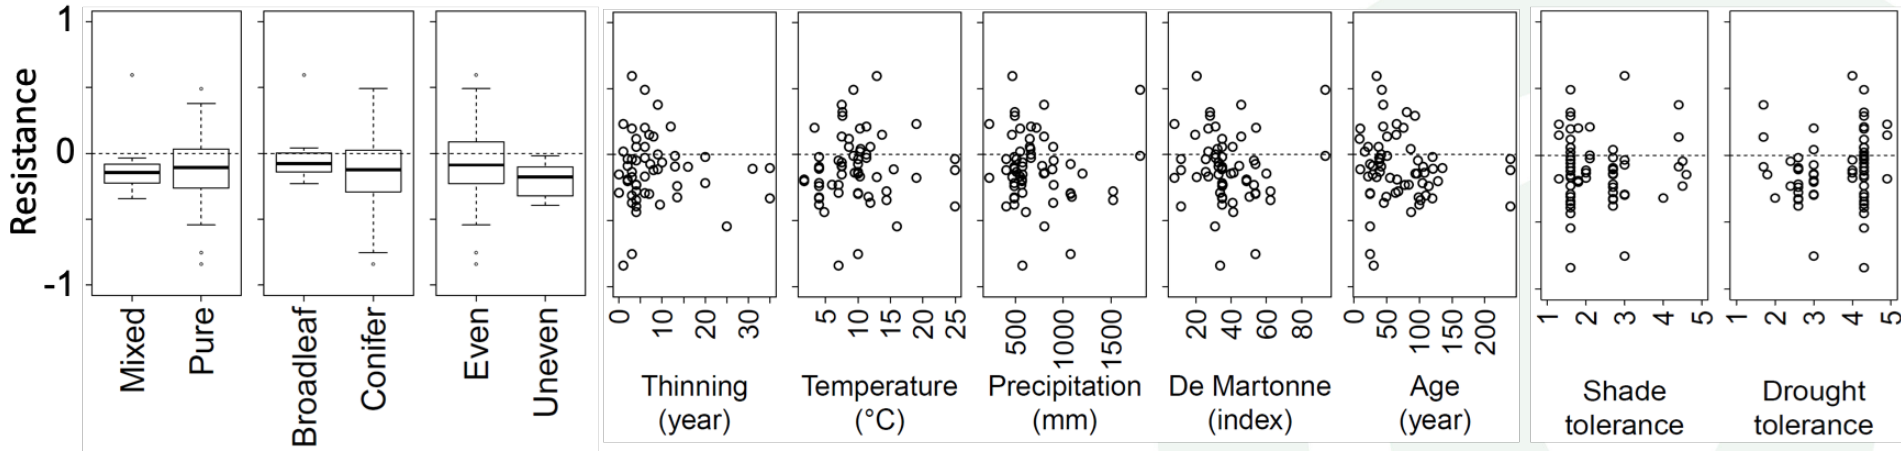 Resistance
1
0
-1
Mixed
Pure
Broadleaf
Conifer
Even
Uneven
0 10 20 30
Thinning
(year)
5 10 15 20 25
Temperature
(°C)
500 1000 1500
Precipitation
(mm)
20 40 60 80
De Martonne
(index)
0 50 100 200
Age
(year)
1 2 3 4 5
Shade
tolerance
1 2 3 4 5
Drought
tolerance